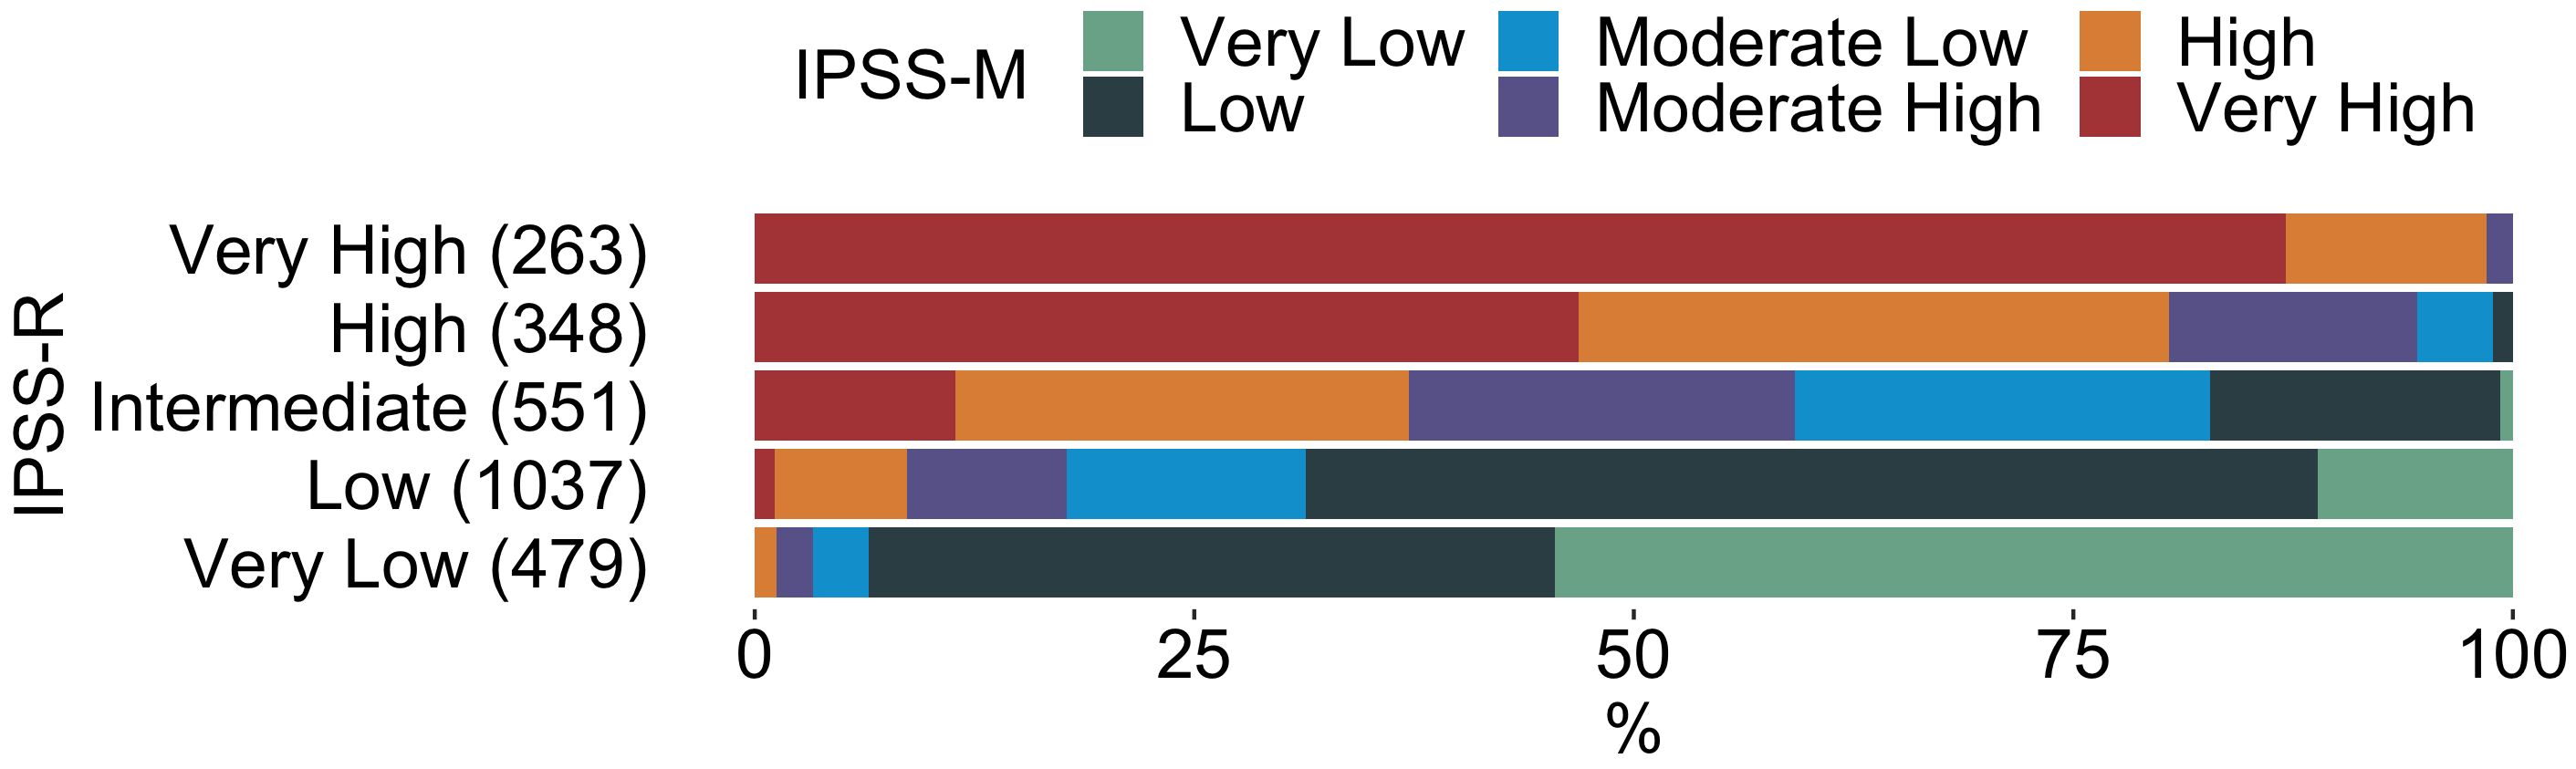 IPSS-M
Very Low
Moderate Low
High
Low
Moderate High
Very High
IPSS-R
Very High (263)
High (348)
Intermediate (551)
Low (1037)
Very Low (479)
0 25 50 75 100
%